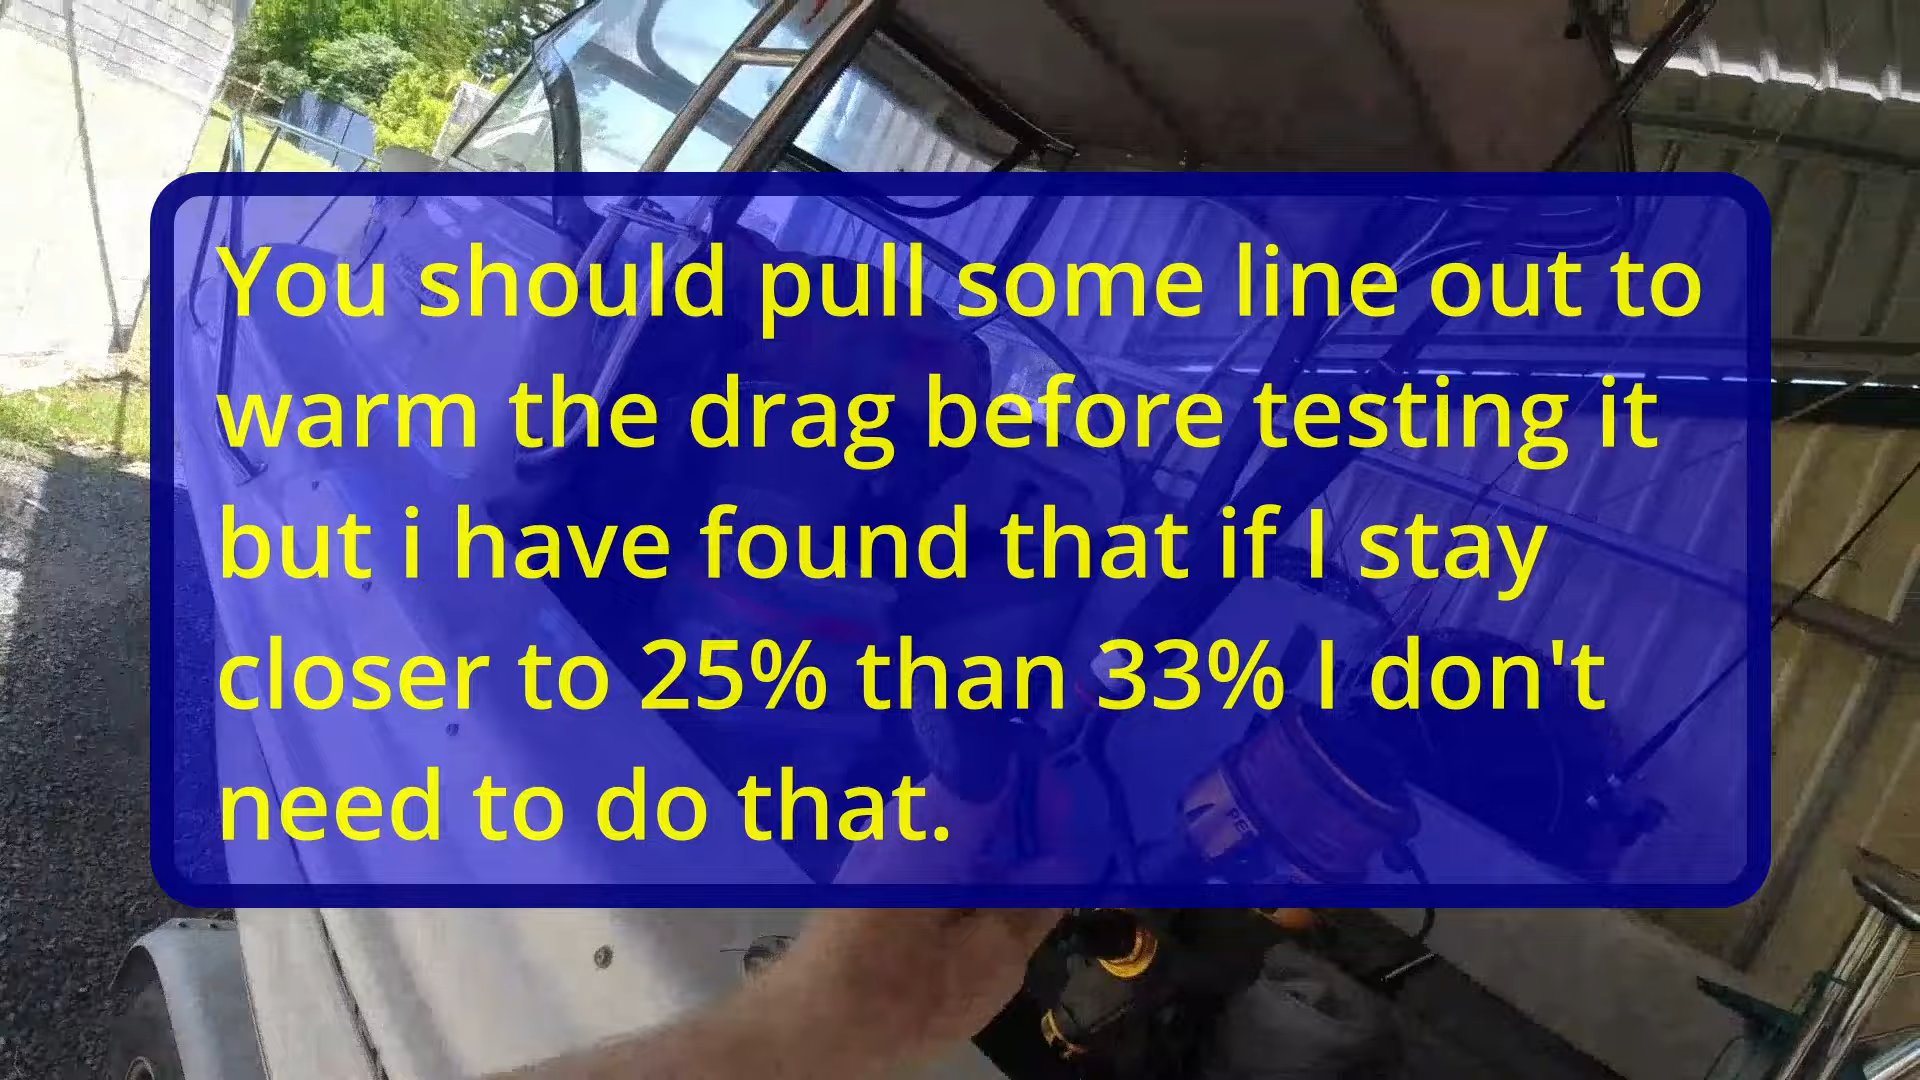 You should pull some line out to
warm the drag before testing it
but i have found that if I stay
closer to 25% than 33% I don't
need to do that.